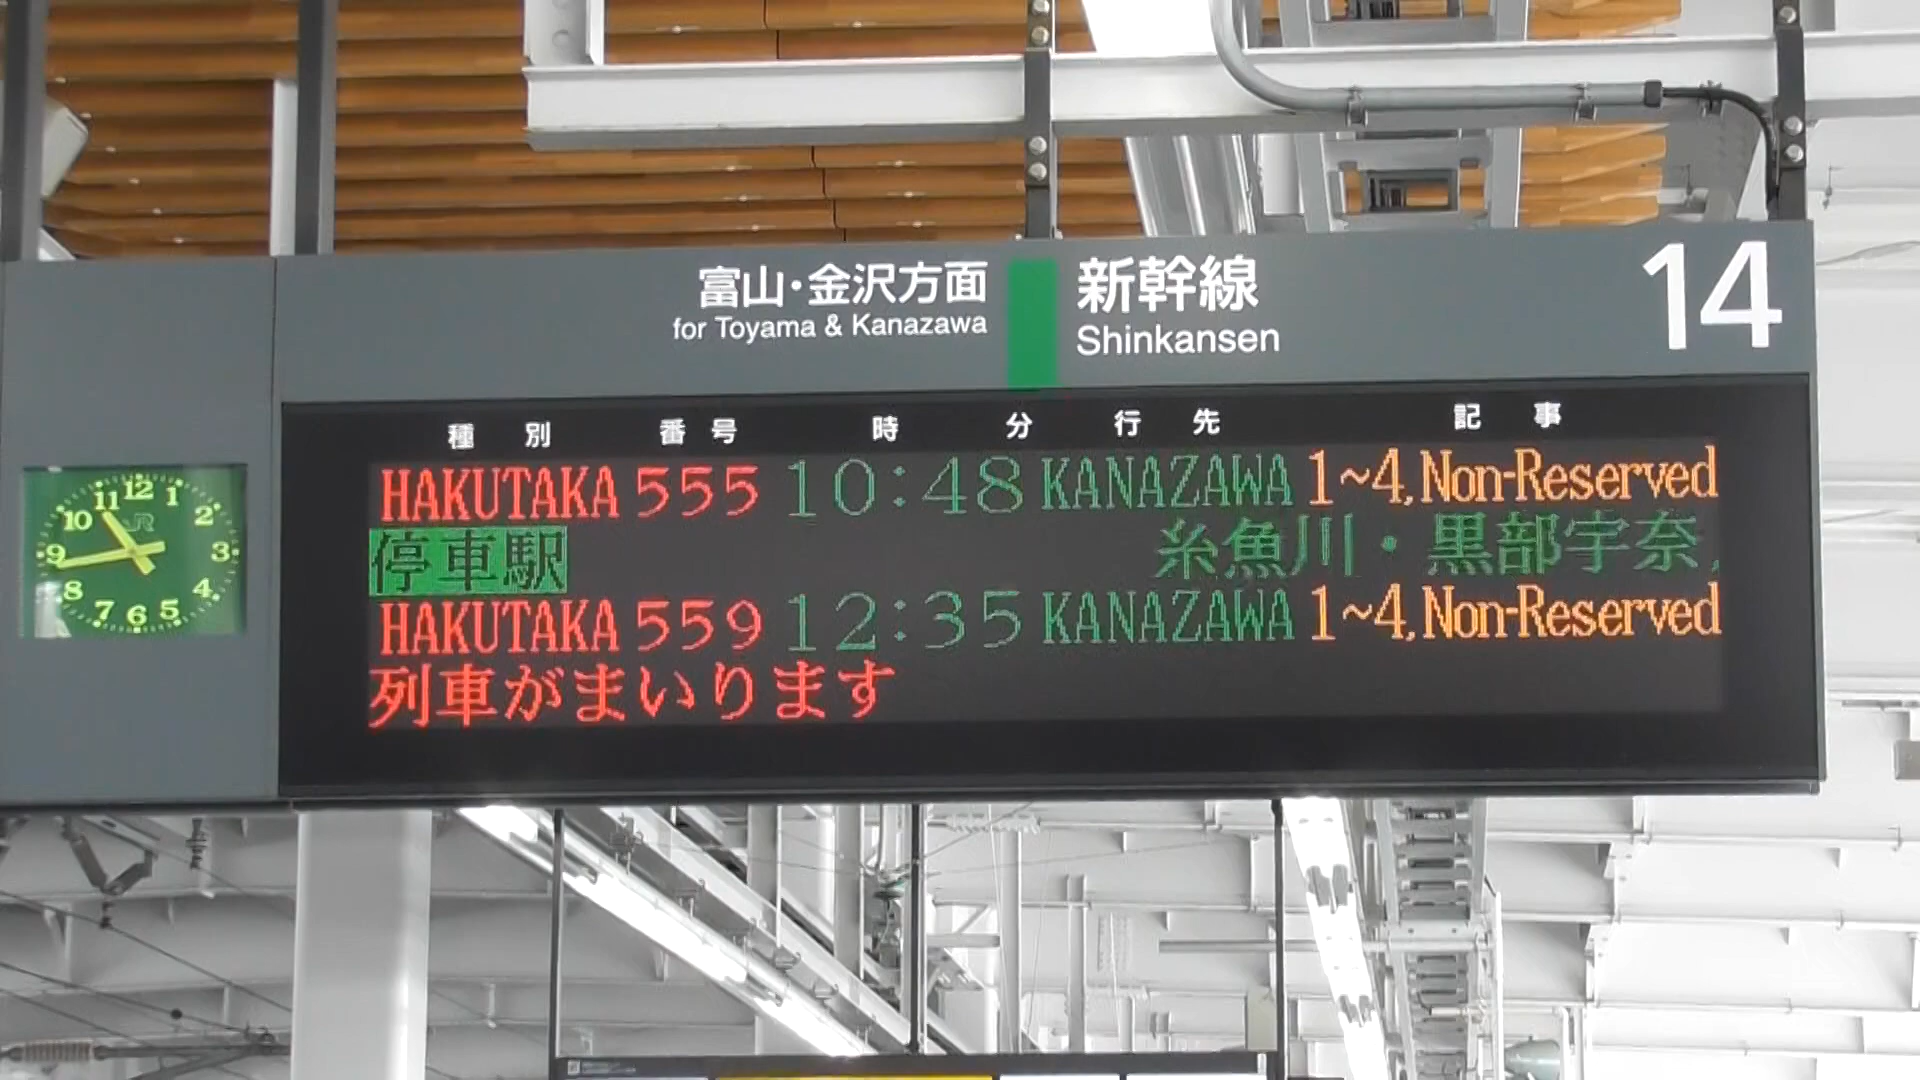 富山・金沢方面 新幹線 14
for Toyama & Kanazawa Shinkansen
種別 番号 時 分 行先 記事
HAKUTAKA 555 10:48 KANAZAWA 1~4, Non-Reserved
停車駅 糸魚川・黒部宇奈
HAKUTAKA 559 12:35 KANAZAWA 1~4, Non-Reserved
列車がまいります
12 1 2 3 4 5 6 7 8 9 10 11
JR